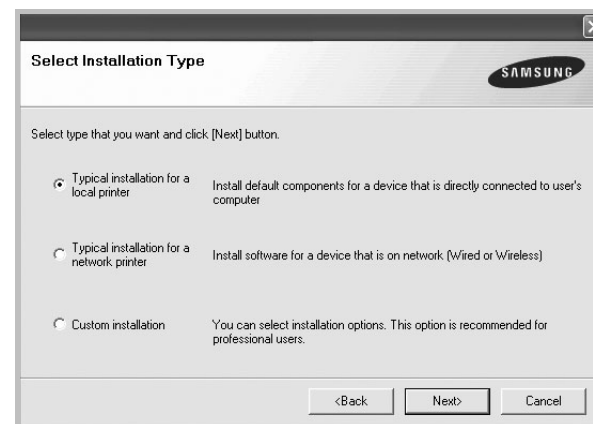 Select Installation Type
SAMSUNG
Select type that you want and click [Next] button.
Typical installation for a
local printer
Install default components for a device that is directly connected to user's
computer
Typical installation for a
network printer
Install software for a device that is on network (Wired or Wireless)
Custom installation
You can select installation options. This option is recommended for
professional users.
<Back
Next>
Cancel